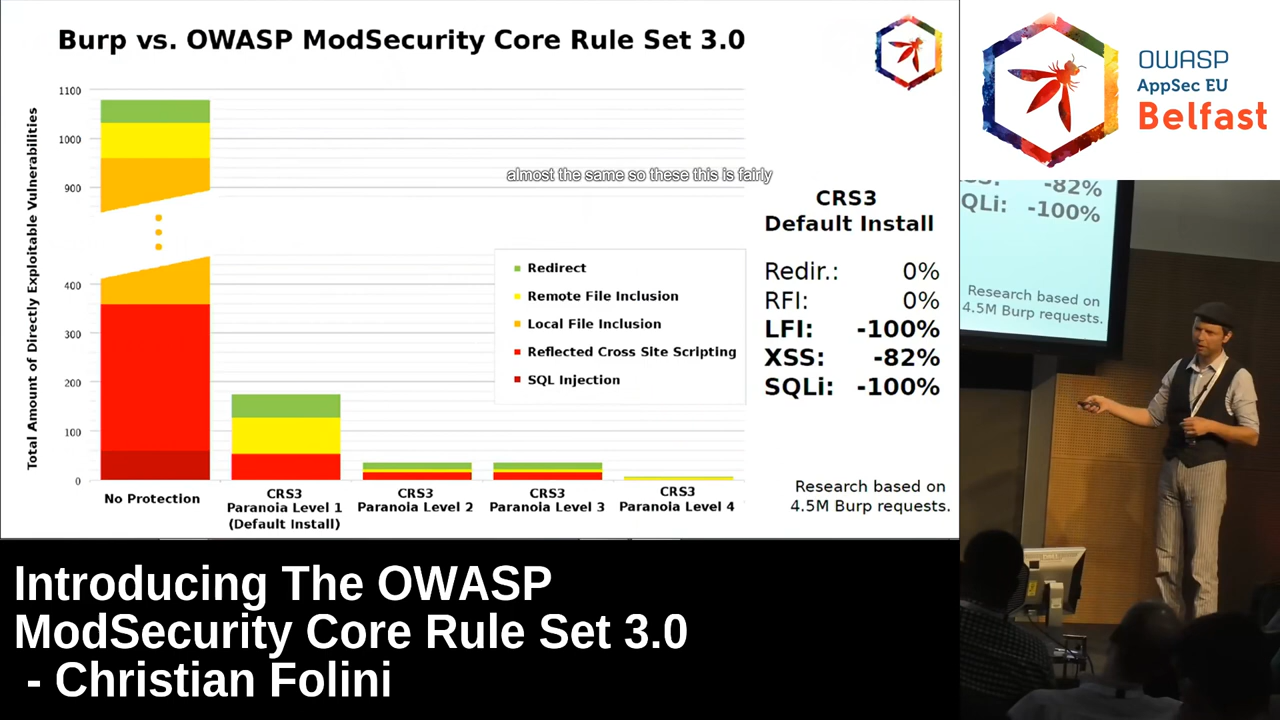 Burp vs. OWASP ModSecurity Core Rule Set 3.0
Total Amount of Directly Exploitable Vulnerabilities
1100
1000
900
400
300
200
100
0
almost the same so these this is fairly
Redirect
Remote File Inclusion
Local File Inclusion
Reflected Cross Site Scripting
SQL Injection
No Protection
CRS3
Paranoia Level 1
(Default Install)
CRS3
Paranoia Level 2
CRS3
Paranoia Level 3
CRS3
Paranoia Level 4
CRS3
Default Install
Redir.: 0%
RFI: 0%
LFI: -100%
XSS: -82%
SQLi: -100%
Research based on
4.5M Burp requests.
OWASP
AppSec EU
Belfast
-82%
QLi: -100%
Research based on
4.5M Burp requests.
Introducing The OWASP
ModSecurity Core Rule Set 3.0
- Christian Folini